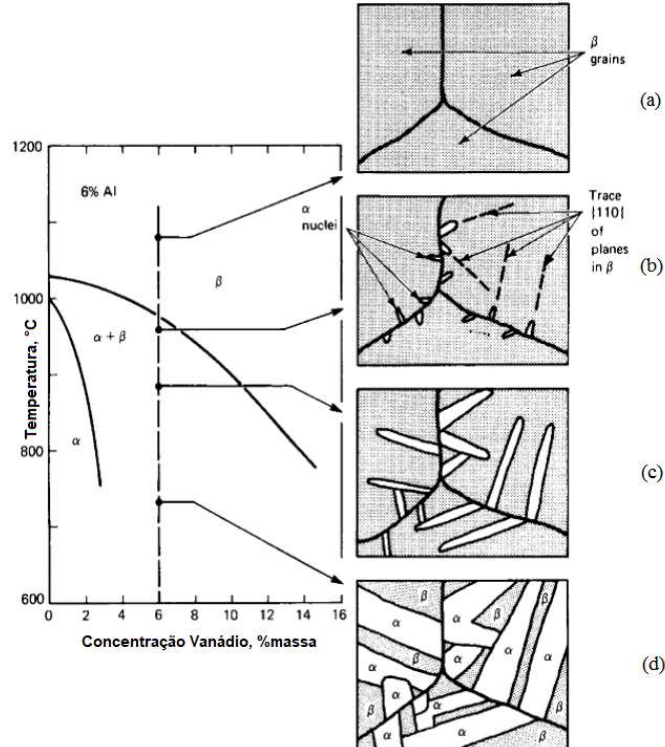 β
grains
(a)
1200
1000
800
600
Temperatura, °C
6% Al
β
α + β
α
0
2
4
6
8
10
12
14
16
Concentração Vanádio, %massa
α
nuclei
Trace
{110{
of
planes
in β
(b)
(c)
β
α
α
β
β
α
β
α
β
α
α
β
α
β
α
α
β
(d)